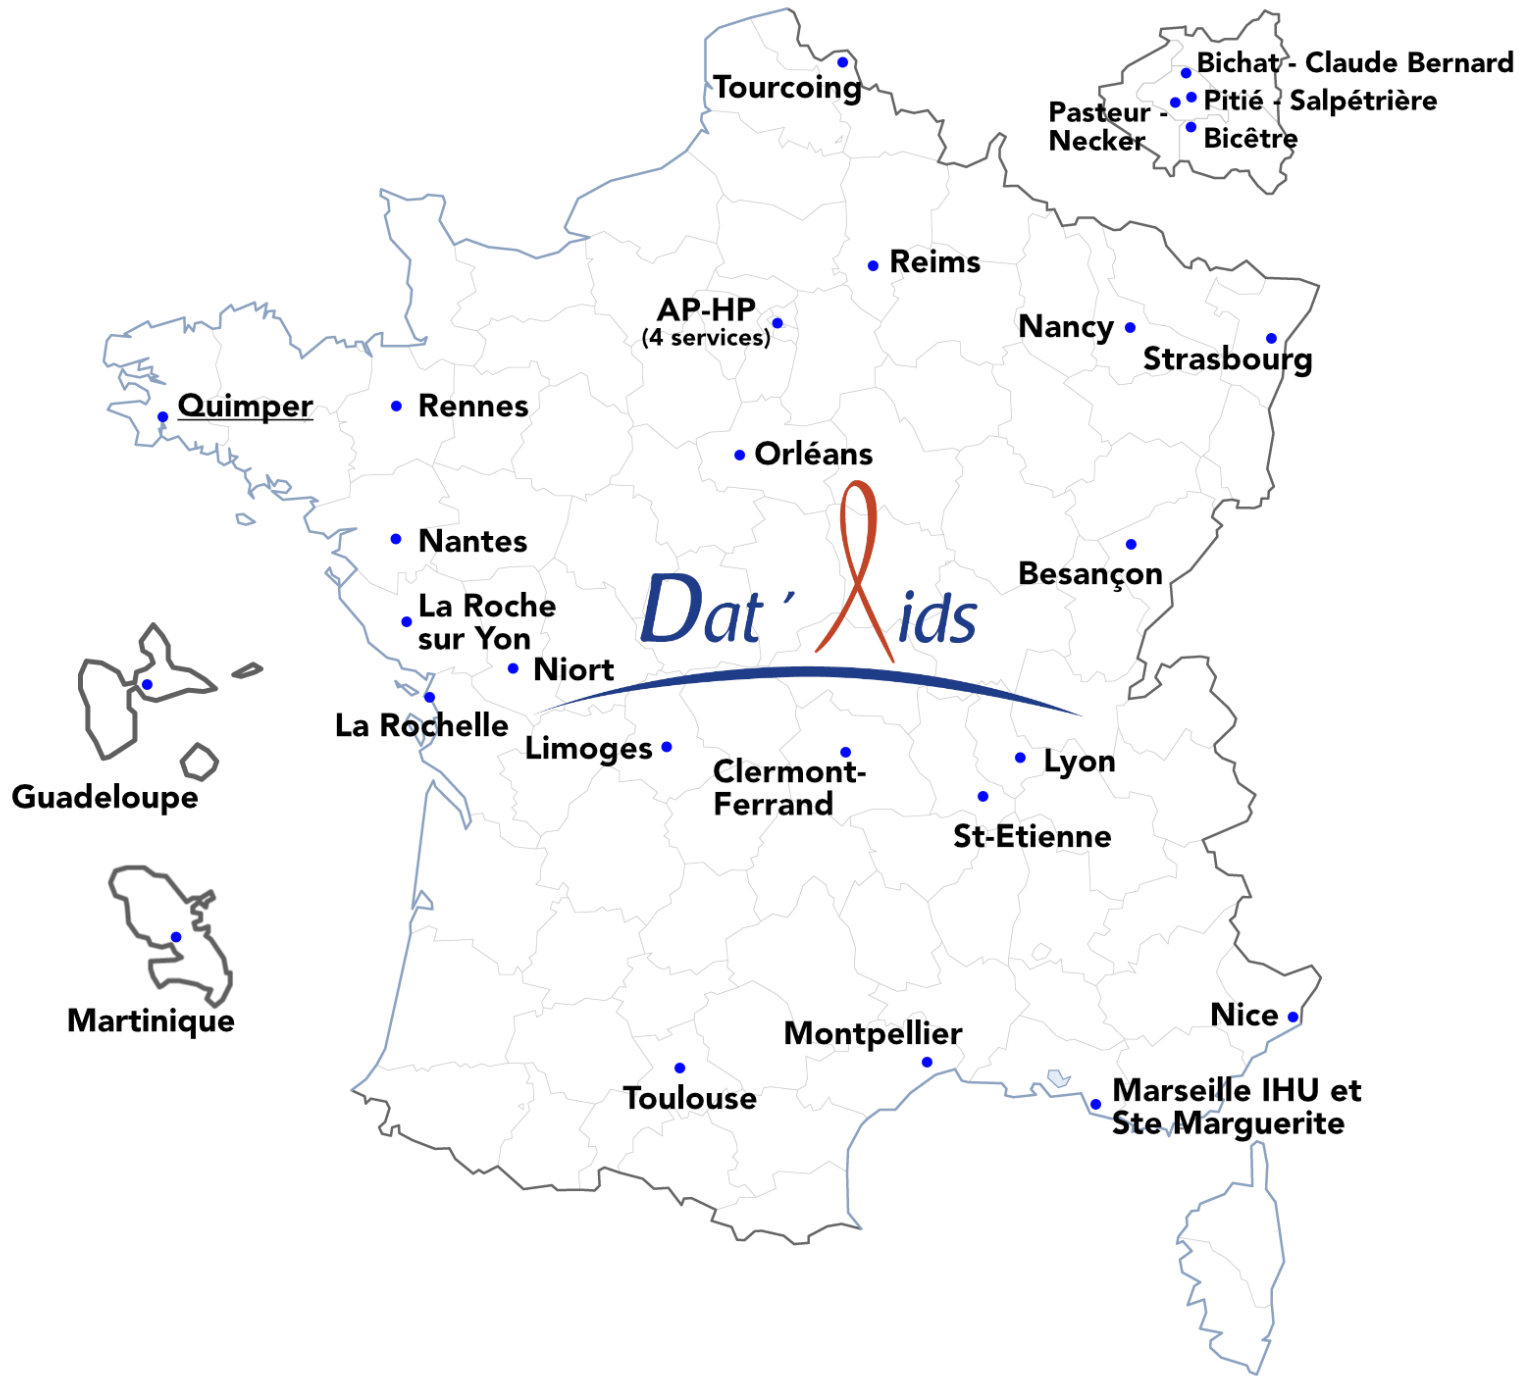 Bichat - Claude Bernard
Tourcoing
Pitié - Salpétrière
Pasteur -
Necker
Bicêtre
Reims
AP-HP
(4 services)
Nancy
Strasbourg
Quimper
Rennes
Orléans
Nantes
Besançon
Dat'Aids
La Roche
sur Yon
Niort
La Rochelle
Limoges
Clermont-
Ferrand
Lyon
Guadeloupe
St-Etienne
Martinique
Nice
Montpellier
Toulouse
Marseille IHU et
Ste Marguerite